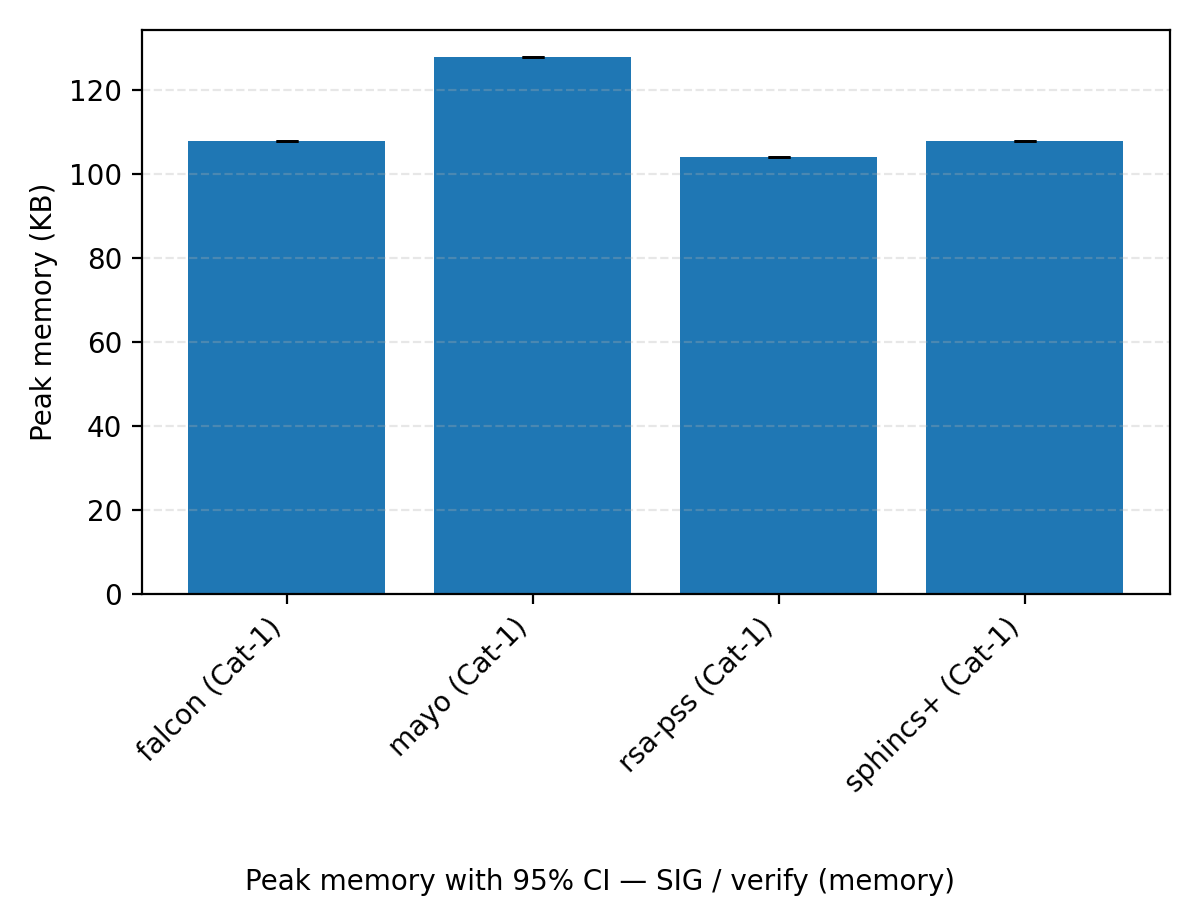 Peak memory (KB)
120
100
80
60
40
20
0
falcon (Cat-1)
mayo (Cat-1)
rsa-pss (Cat-1)
sphincs+ (Cat-1)
Peak memory with 95% CI — SIG / verify (memory)